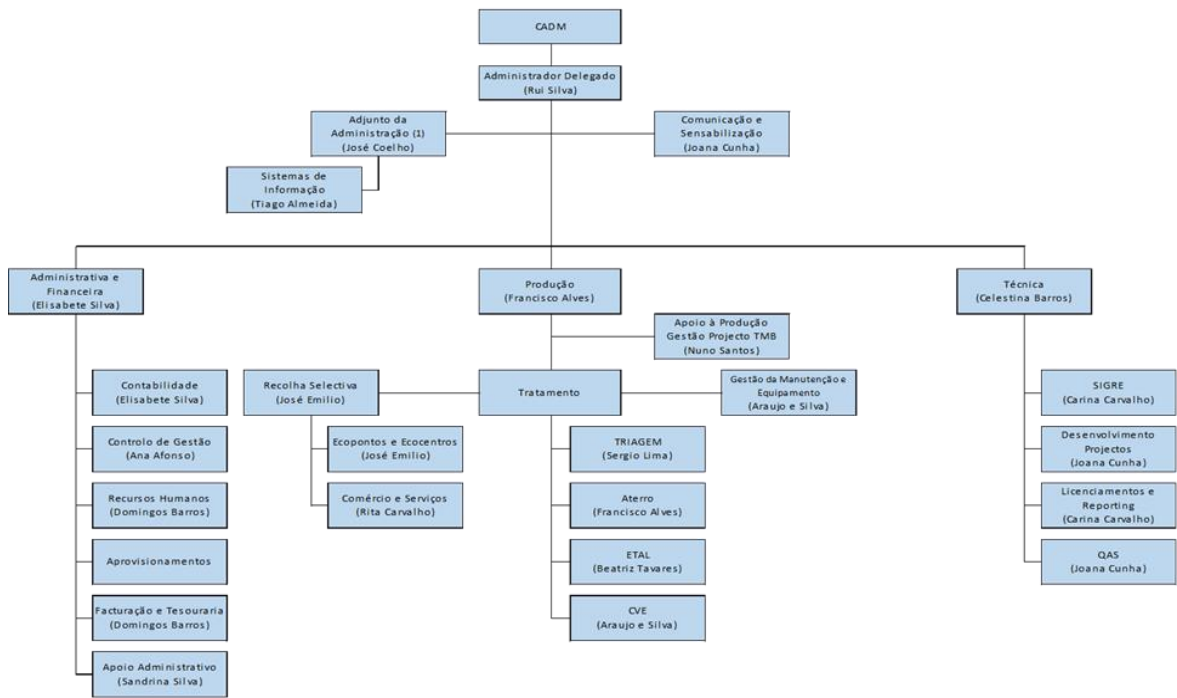 CADM
Administrador Delegado
(Rui Silva)
Adjunto da
Administração (1)
(José Coelho)
Comunicação e
Sensabilização
(Joana Cunha)
Sistemas de
Informação
(Tiago Almeida)
Administrativa e
Financeira
(Elisabete Silva)
Produção
(Francisco Alves)
Técnica
(Celestina Barros)
Apoio à Produção
Gestão Projecto TMB
(Nuno Santos)
Recolha Selectiva
(José Emilio)
Tratamento
Gestão da Manutenção e
Equipamento
(Araujo e Silva)
Contabilidade
(Elisabete Silva)
Controlo de Gestão
(Ana Afonso)
Recursos Humanos
(Domingos Barros)
Aprovisionamentos
Facturação e Tesouraria
(Domingos Barros)
Apoio Administrativo
(Sandrina Silva)
Ecopontos e Ecocentros
(José Emilio)
Comércio e Serviços
(Rita Carvalho)
TRIAGEM
(Sergio Lima)
Aterro
(Francisco Alves)
ETAL
(Beatriz Tavares)
CVE
(Araujo e Silva)
SIGRE
(Carina Carvalho)
Desenvolvimento
Projectos
(Joana Cunha)
Licenciamentos e
Reporting
(Carina Carvalho)
QAS
(Joana Cunha)